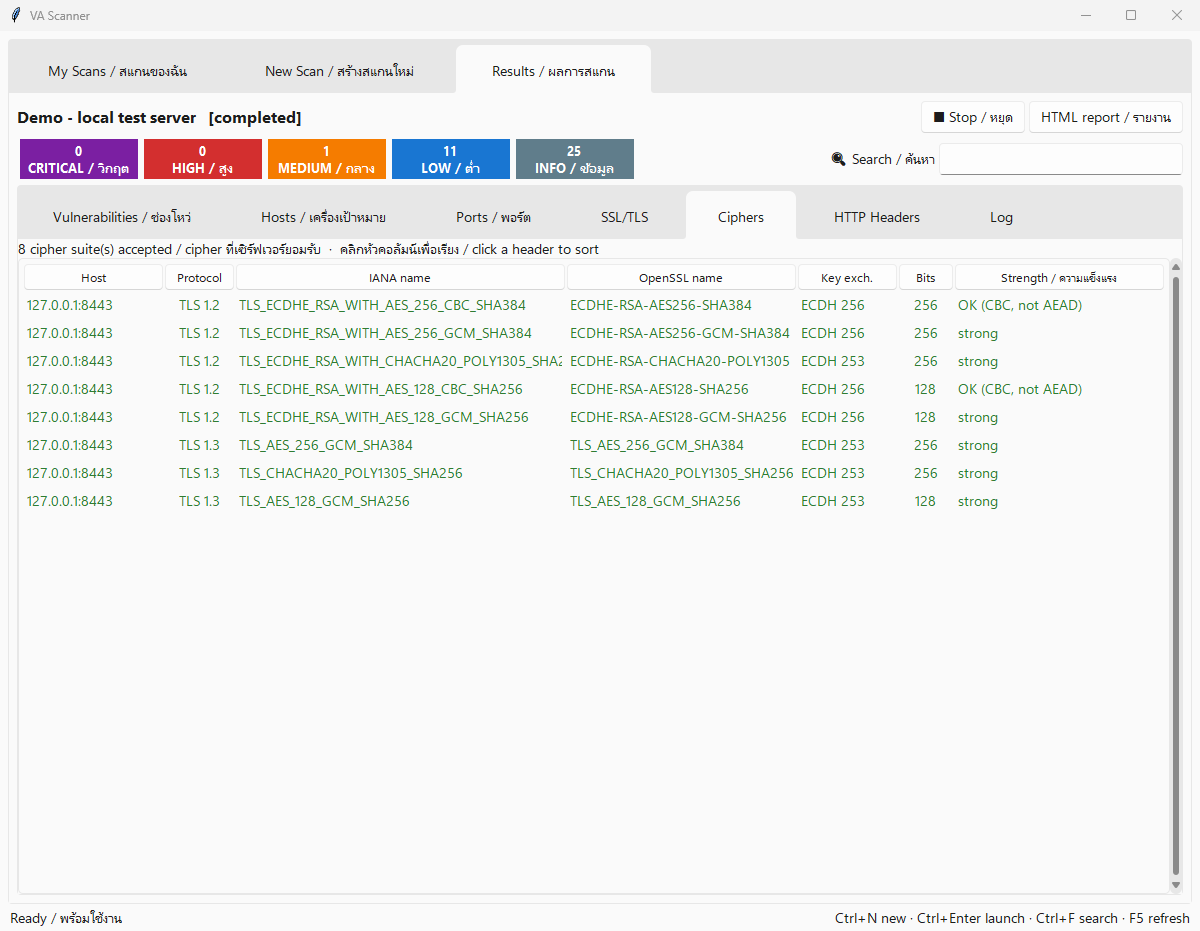 VA Scanner
My Scans / สแกนของฉัน
New Scan / สร้างสแกนใหม่
Results / ผลการสแกน
Demo - local test server [completed]
Stop / หยุด
HTML report / รายงาน
0
CRITICAL / วิกฤต
0
HIGH / สูง
1
MEDIUM / กลาง
11
LOW / ต่ำ
25
INFO / ข้อมูล
Search / ค้นหา
Vulnerabilities / ช่องโหว่
Hosts / เครื่องเป้าหมาย
Ports / พอร์ต
SSL/TLS
Ciphers
HTTP Headers
Log
8 cipher suite(s) accepted / cipher ที่เซิร์ฟเวอร์ยอมรับ · คลิกหัวคอลัมน์เพื่อเรียง / click a header to sort
Host Protocol IANA name OpenSSL name Key exch. Bits Strength / ความแข็งแรง
127.0.0.1:8443 TLS 1.2 TLS_ECDHE_RSA_WITH_AES_256_CBC_SHA384 ECDHE-RSA-AES256-SHA384 ECDH 256 256 OK (CBC, not AEAD)
127.0.0.1:8443 TLS 1.2 TLS_ECDHE_RSA_WITH_AES_256_GCM_SHA384 ECDHE-RSA-AES256-GCM-SHA384 ECDH 256 256 strong
127.0.0.1:8443 TLS 1.2 TLS_ECDHE_RSA_WITH_CHACHA20_POLY1305_SHA2 ECDHE-RSA-CHACHA20-POLY1305 ECDH 253 256 strong
127.0.0.1:8443 TLS 1.2 TLS_ECDHE_RSA_WITH_AES_128_CBC_SHA256 ECDHE-RSA-AES128-SHA256 ECDH 256 128 OK (CBC, not AEAD)
127.0.0.1:8443 TLS 1.2 TLS_ECDHE_RSA_WITH_AES_128_GCM_SHA256 ECDHE-RSA-AES128-GCM-SHA256 ECDH 256 128 strong
127.0.0.1:8443 TLS 1.3 TLS_AES_256_GCM_SHA384 TLS_AES_256_GCM_SHA384 ECDH 253 256 strong
127.0.0.1:8443 TLS 1.3 TLS_CHACHA20_POLY1305_SHA256 TLS_CHACHA20_POLY1305_SHA256 ECDH 253 256 strong
127.0.0.1:8443 TLS 1.3 TLS_AES_128_GCM_SHA256 TLS_AES_128_GCM_SHA256 ECDH 253 128 strong
Ready / พร้อมใช้งาน
Ctrl+N new · Ctrl+Enter launch · Ctrl+F search · F5 refresh